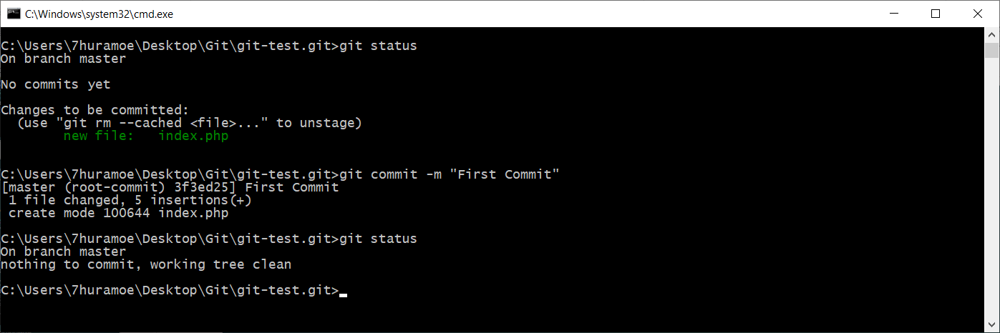 C:\Windows\system32\cmd.exe
C:\Users\7huramoe\Desktop\Git\git-test.git>git status
On branch master
No commits yet
Changes to be committed:
  (use "git rm --cached <file>..." to unstage)
        new file:   index.php
C:\Users\7huramoe\Desktop\Git\git-test.git>git commit -m "First Commit"
[master (root-commit) 3f3ed25] First Commit
 1 file changed, 5 insertions(+)
 create mode 100644 index.php
C:\Users\7huramoe\Desktop\Git\git-test.git>git status
On branch master
nothing to commit, working tree clean
C:\Users\7huramoe\Desktop\Git\git-test.git>